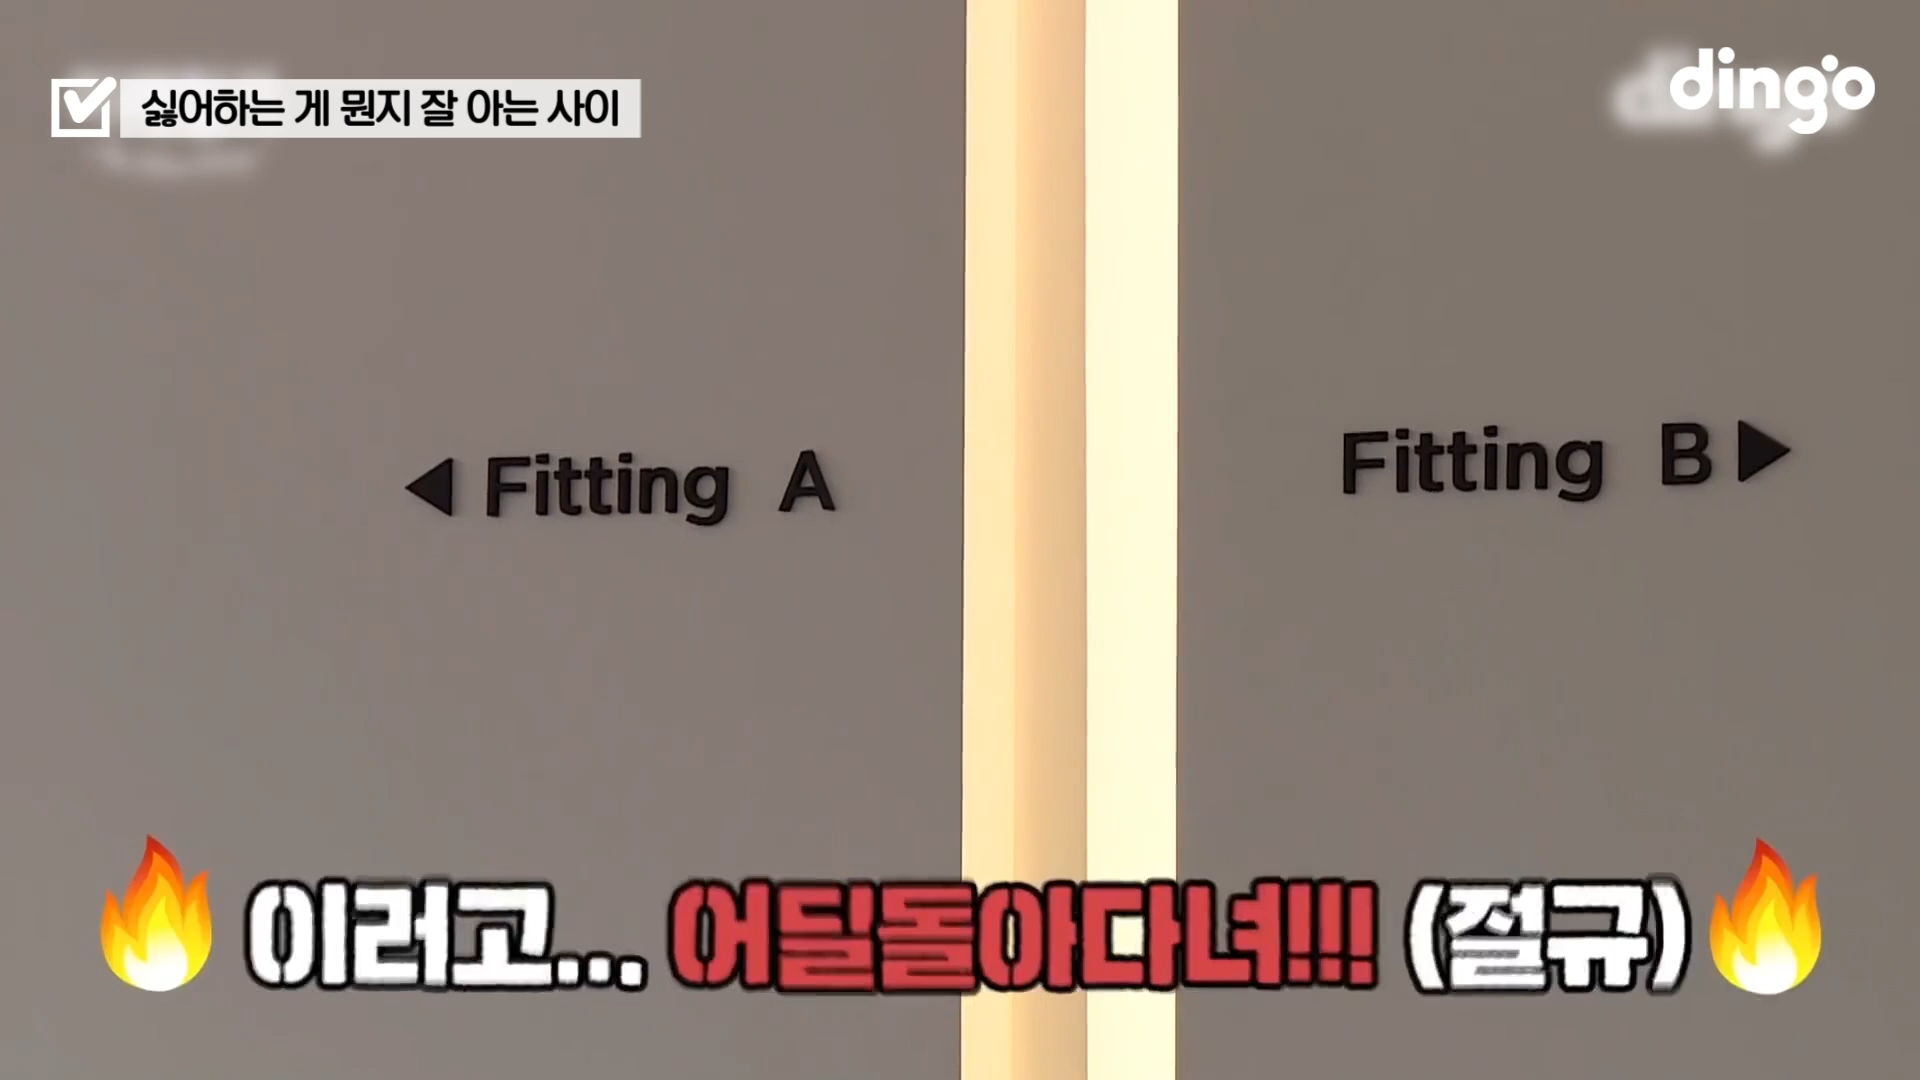 싫어하는 게 뭔지 잘 아는 사이
dingo
◀ Fitting A
Fitting B ▶
이러고... 어딜돌아다녀!!! (절규)